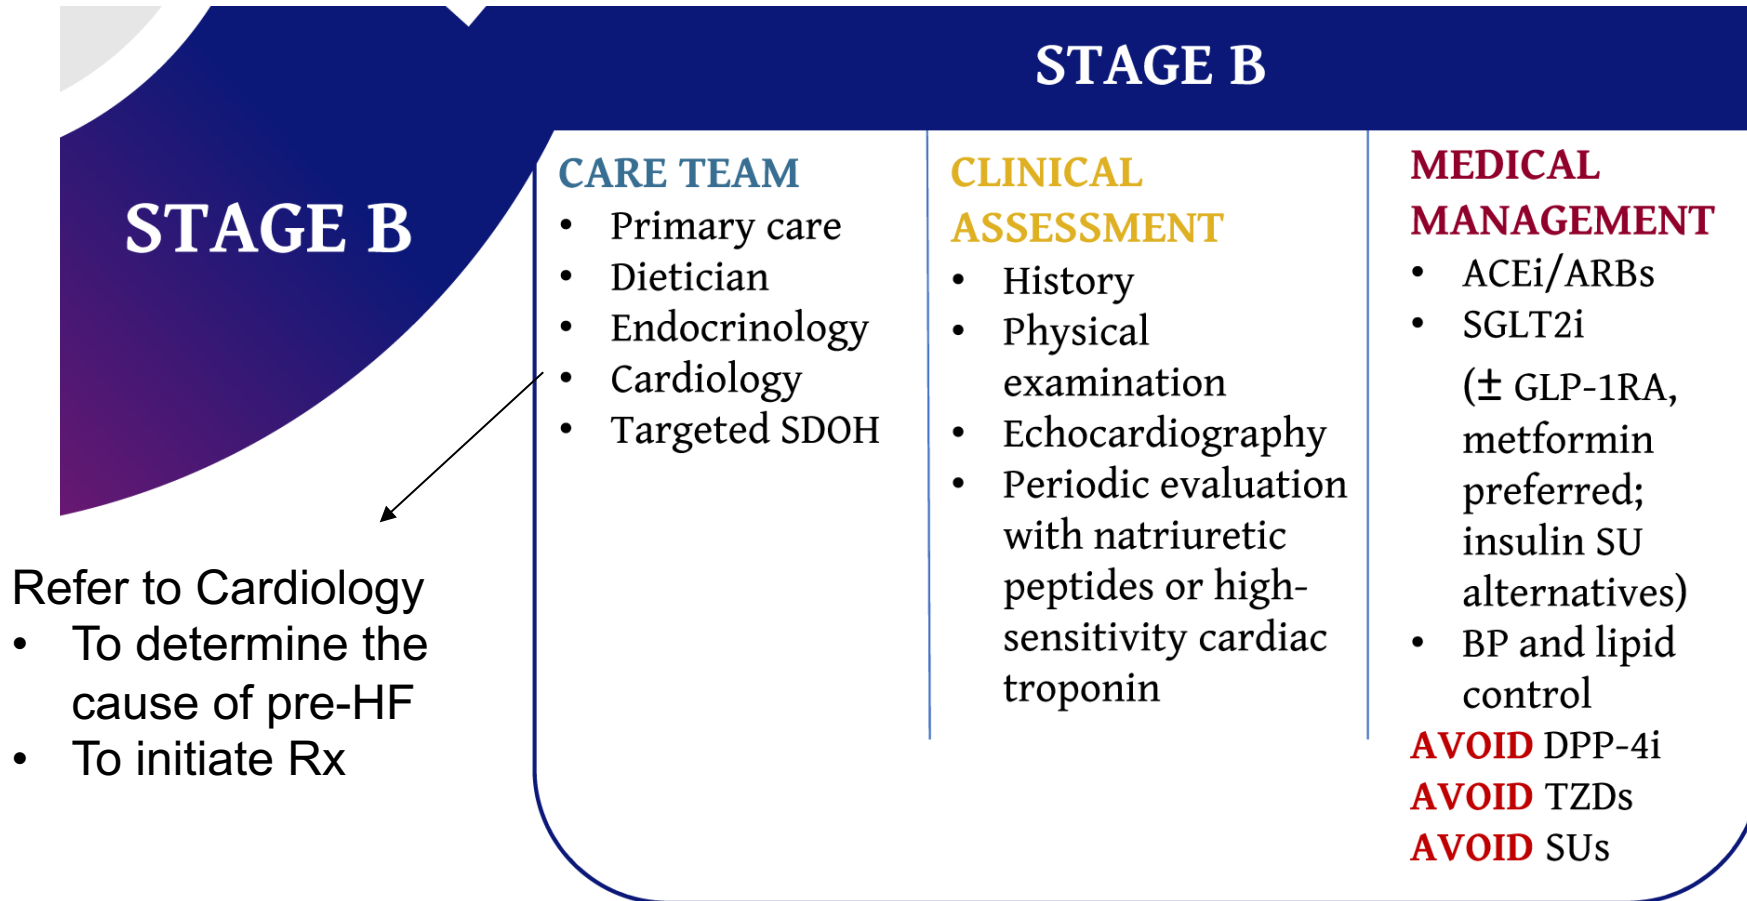 STAGE B
STAGE B
CARE TEAM
• Primary care
• Dietician
• Endocrinology
• Cardiology
• Targeted SDOH
CLINICAL
ASSESSMENT
• History
• Physical
examination
• Echocardiography
• Periodic evaluation
with natriuretic
peptides or high-
sensitivity cardiac
troponin
MEDICAL
MANAGEMENT
• ACEi/ARBs
• SGLT2i
(± GLP-1RA,
metformin
preferred;
insulin SU
alternatives)
• BP and lipid
control
AVOID DPP-4i
AVOID TZDs
AVOID SUs
Refer to Cardiology
• To determine the
cause of pre-HF
• To initiate Rx